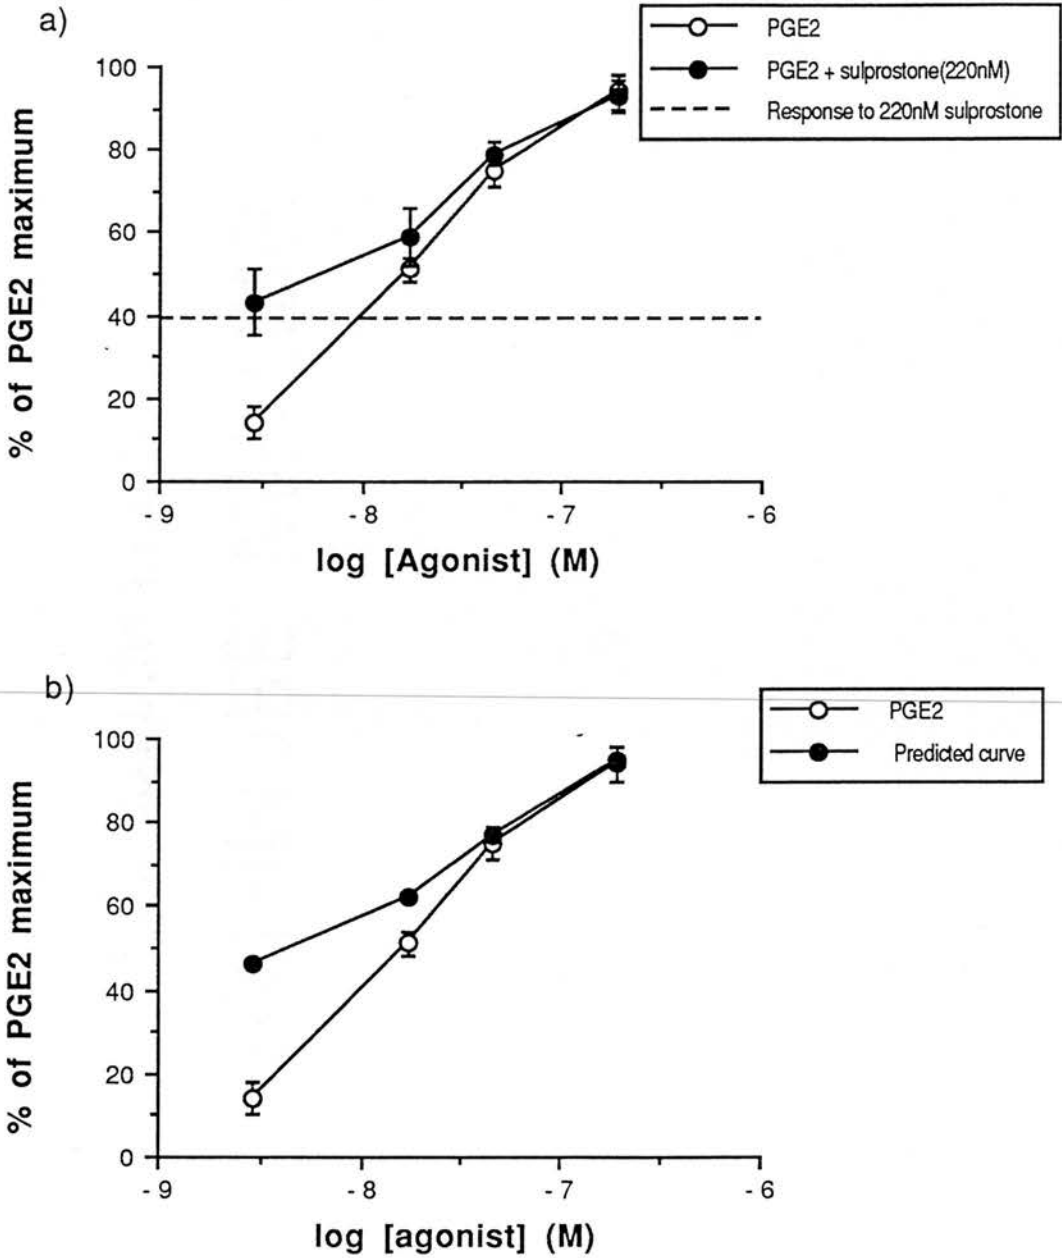 a)
PGE2
PGE2 + sulprostone(220nM)
Response to 220nM sulprostone
100
80
60
40
20
0
-9
-8
-7
-6
% of PGE2 maximum
log [Agonist] (M)
b)
PGE2
Predicted curve
100
80
60
40
20
0
-9
-8
-7
-6
% of PGE2 maximum
log [agonist] (M)